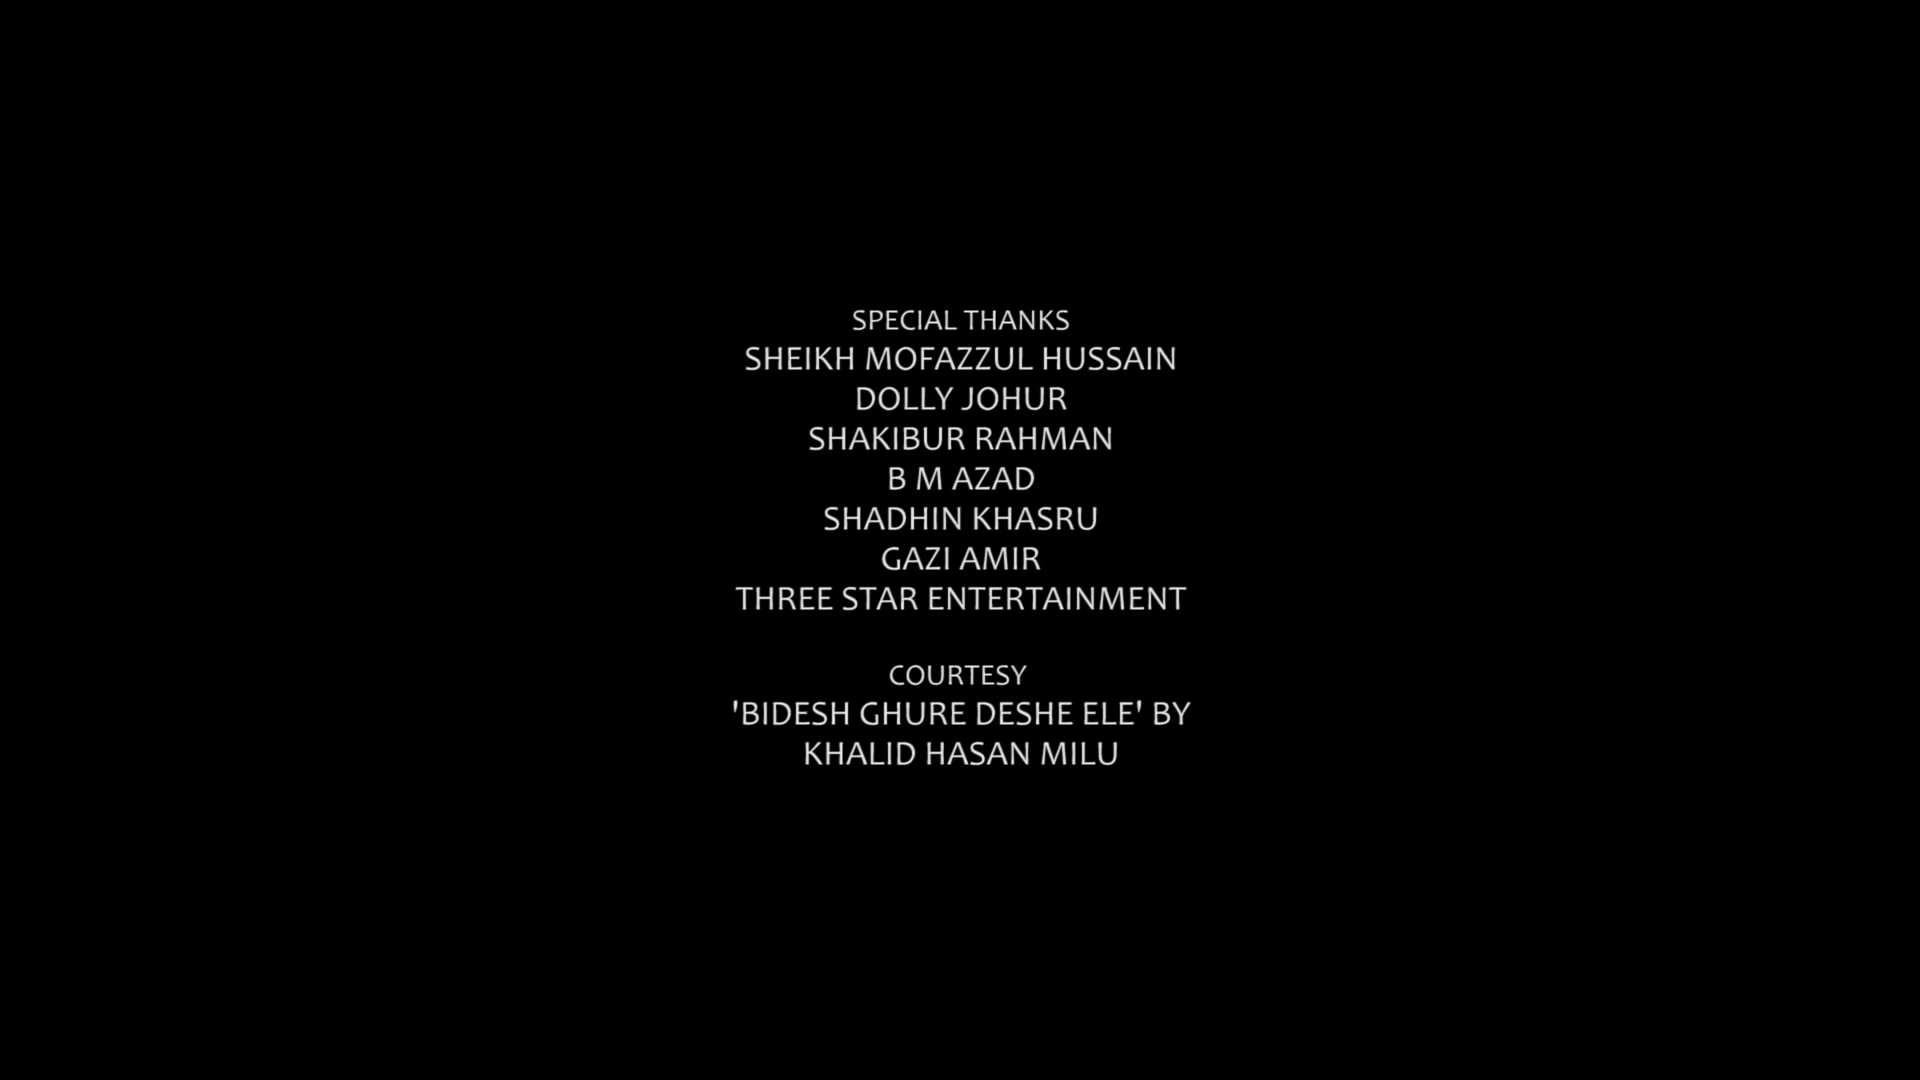 SPECIAL THANKS
SHEIKH MOFAZZUL HUSSAIN
DOLLY JOHUR
SHAKIBUR RAHMAN
B M AZAD
SHADHIN KHASRU
GAZI AMIR
THREE STAR ENTERTAINMENT
COURTESY
'BIDESH GHURE DESHE ELE' BY
KHALID HASAN MILU